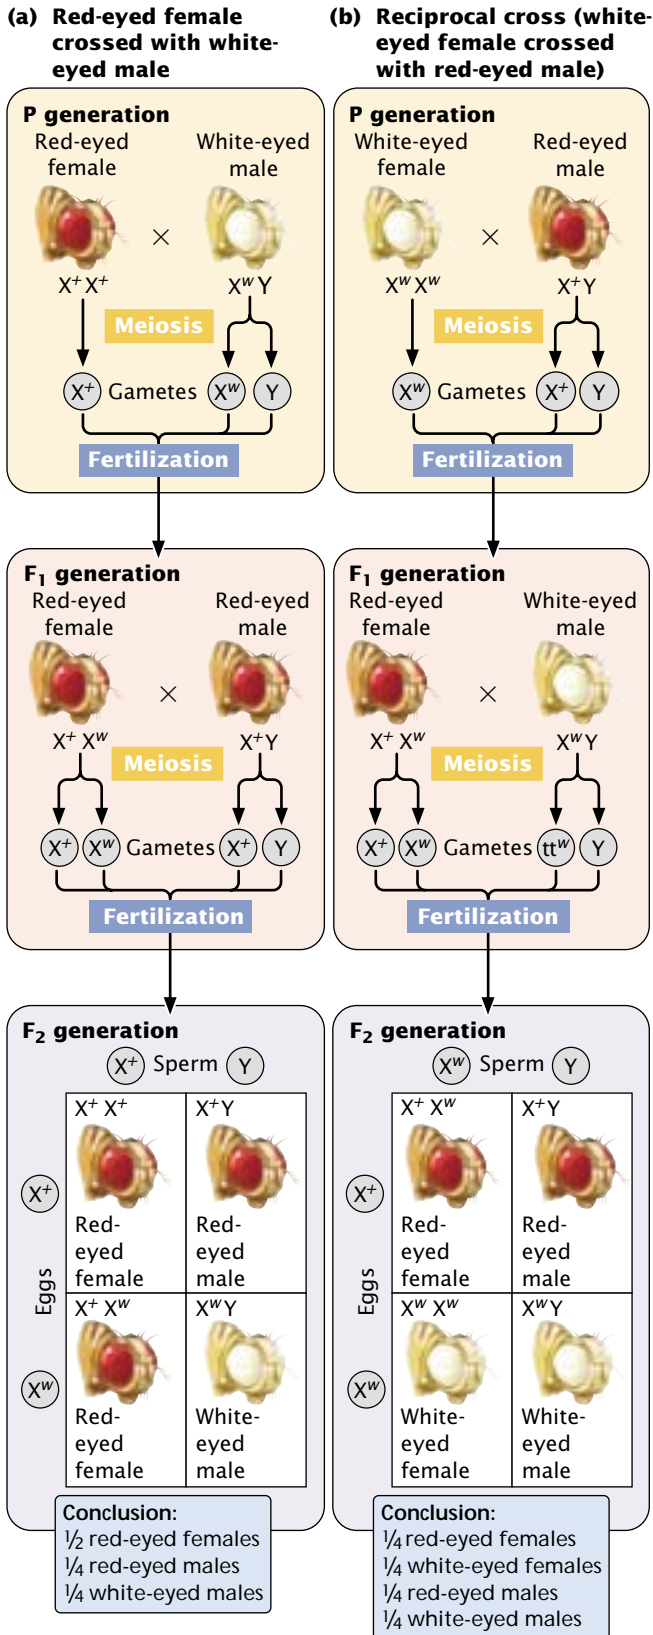 (a) Red-eyed female
crossed with white-
eyed male
P generation
Red-eyed female
White-eyed male
×
X⁺ X⁺
Xʷ Y
Meiosis
X⁺ Gametes Xʷ Y
Fertilization
F₁ generation
Red-eyed female
Red-eyed male
×
X⁺ Xʷ
X⁺ Y
Meiosis
X⁺ Xʷ Gametes X⁺ Y
Fertilization
F₂ generation
X⁺ Sperm Y
Eggs
X⁺
X⁺ X⁺
Red-
eyed
female
X⁺ Y
Red-
eyed
male
Xʷ
X⁺ Xʷ
Red-
eyed
female
Xʷ Y
White-
eyed
male
Conclusion:
1/2 red-eyed females
1/4 red-eyed males
1/4 white-eyed males
(b) Reciprocal cross (white-
eyed female crossed
with red-eyed male)
P generation
White-eyed female
Red-eyed male
×
Xʷ Xʷ
X⁺ Y
Meiosis
Xʷ Gametes X⁺ Y
Fertilization
F₁ generation
Red-eyed female
White-eyed male
×
X⁺ Xʷ
Xʷ Y
Meiosis
X⁺ Xʷ Gametes ttʷ Y
Fertilization
F₂ generation
Xʷ Sperm Y
X⁺
X⁺ Xʷ
Red-
eyed
female
X⁺ Y
Red-
eyed
male
Eggs
Xʷ
Xʷ Xʷ
White-
eyed
female
Xʷ Y
White-
eyed
male
Conclusion:
1/4 red-eyed females
1/4 white-eyed females
1/4 red-eyed males
1/4 white-eyed males